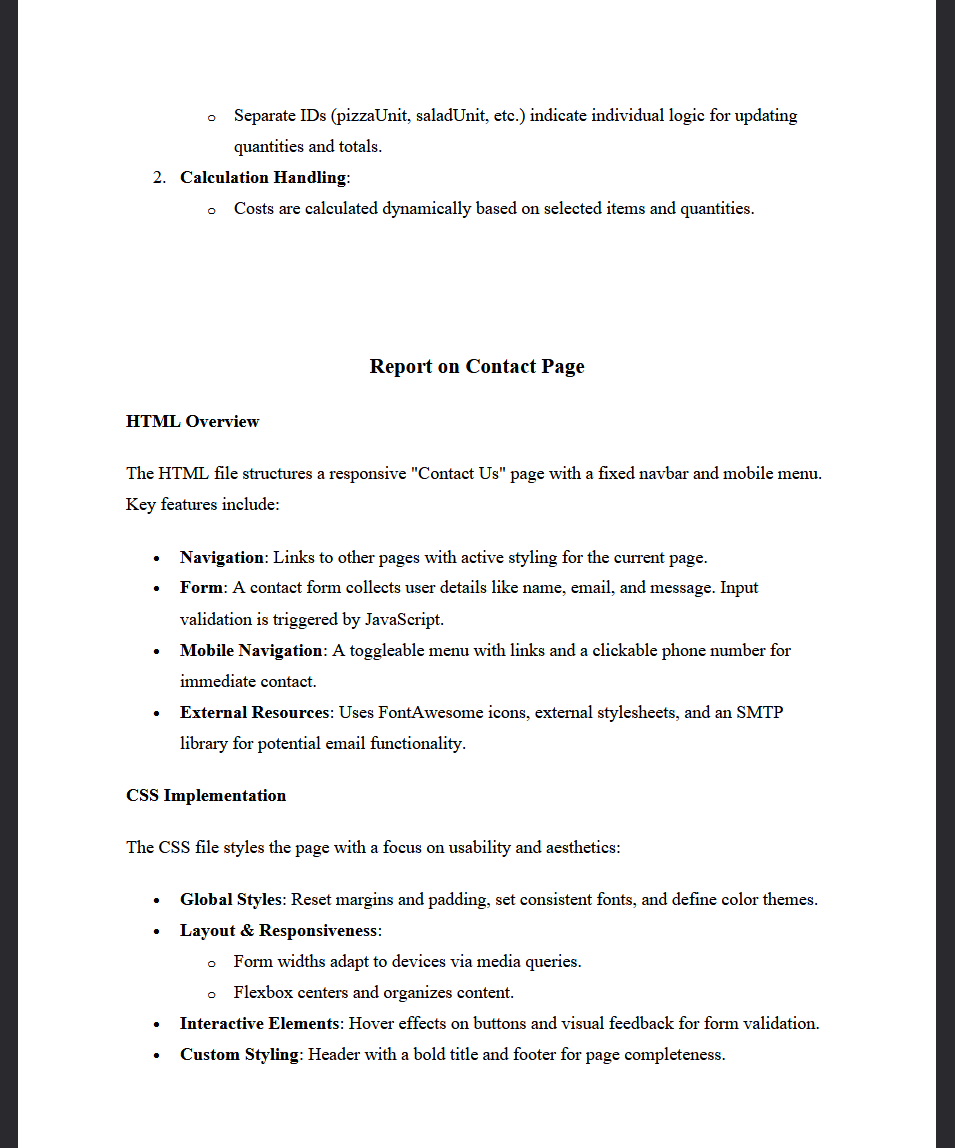 o Separate IDs (pizzaUnit, saladUnit, etc.) indicate individual logic for updating
quantities and totals.
2. Calculation Handling:
o Costs are calculated dynamically based on selected items and quantities.
Report on Contact Page
HTML Overview
The HTML file structures a responsive "Contact Us" page with a fixed navbar and mobile menu.
Key features include:
• Navigation: Links to other pages with active styling for the current page.
• Form: A contact form collects user details like name, email, and message. Input
validation is triggered by JavaScript.
• Mobile Navigation: A toggleable menu with links and a clickable phone number for
immediate contact.
• External Resources: Uses FontAwesome icons, external stylesheets, and an SMTP
library for potential email functionality.
CSS Implementation
The CSS file styles the page with a focus on usability and aesthetics:
• Global Styles: Reset margins and padding, set consistent fonts, and define color themes.
• Layout & Responsiveness:
o Form widths adapt to devices via media queries.
o Flexbox centers and organizes content.
• Interactive Elements: Hover effects on buttons and visual feedback for form validation.
• Custom Styling: Header with a bold title and footer for page completeness.